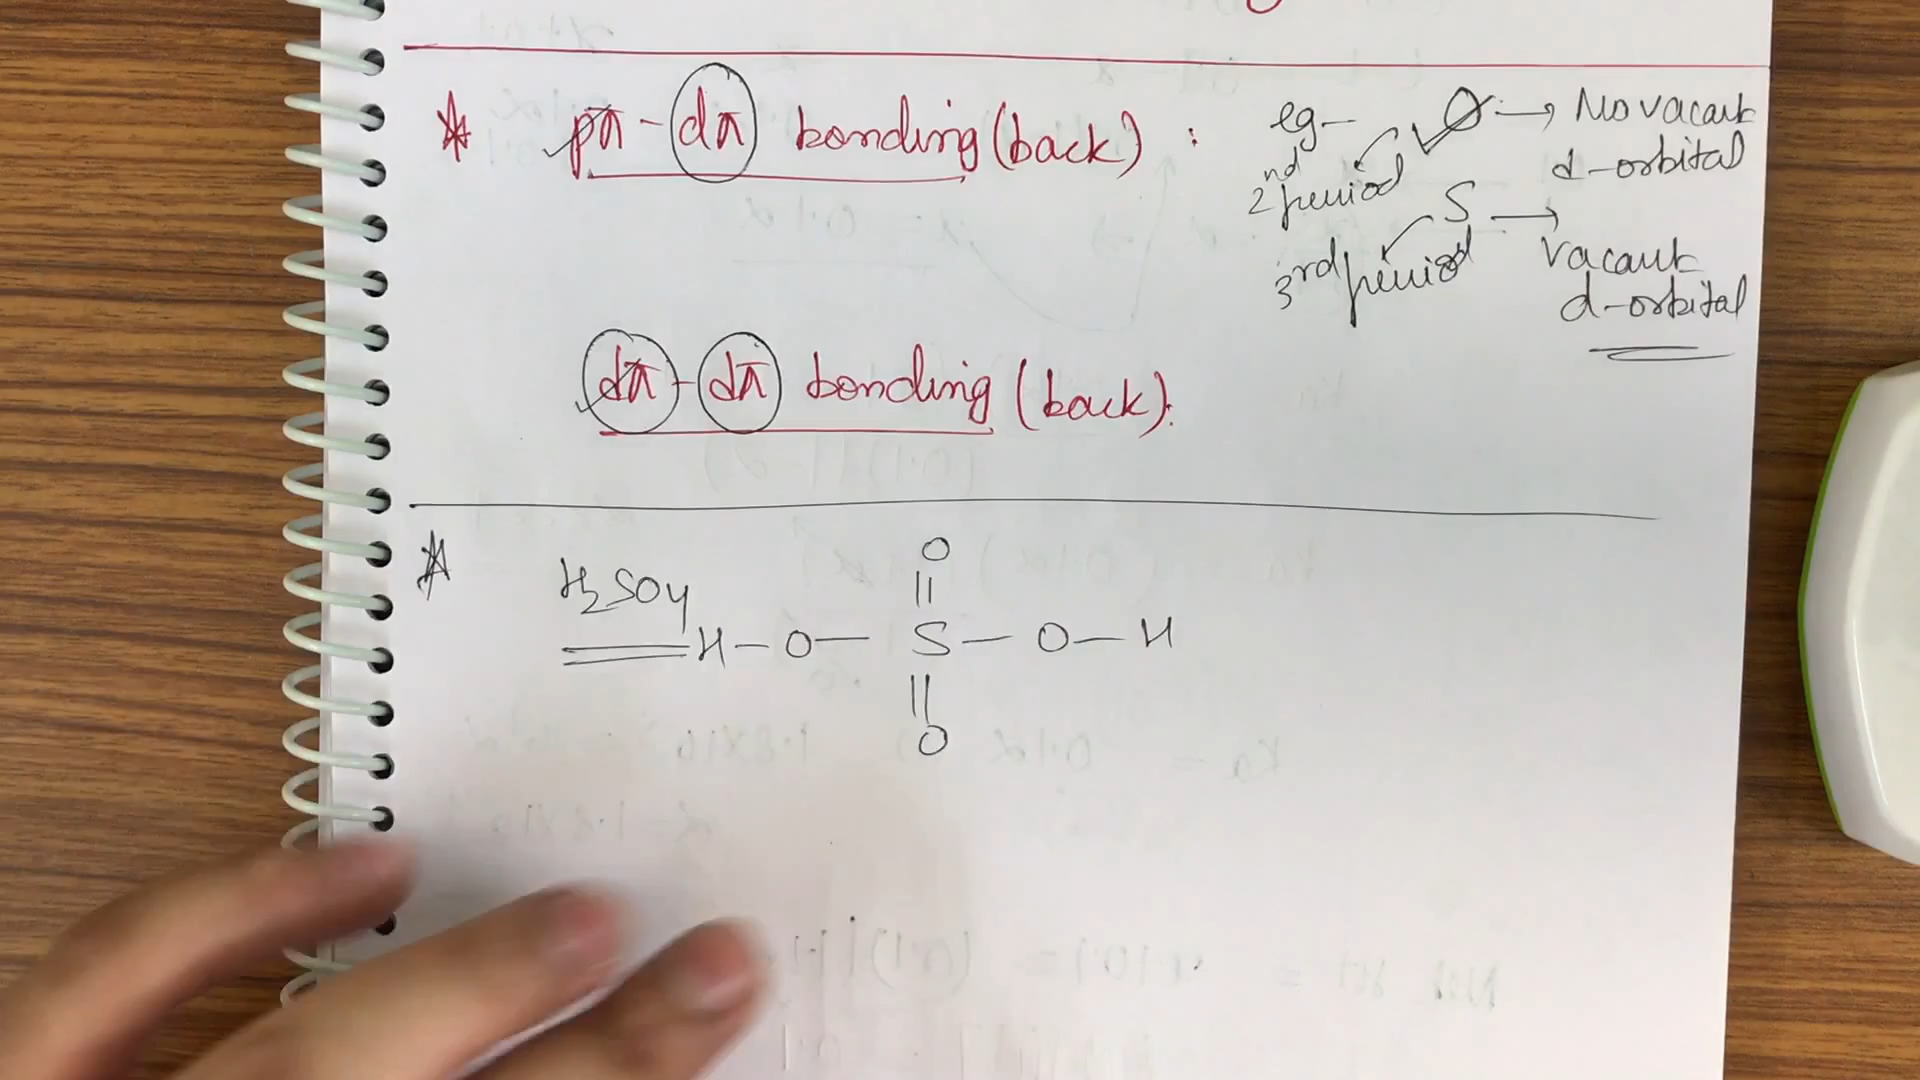 pπ - dπ bonding (back) :
eg- O → No vacant
d-orbital
2nd period
S →
3rd period
vacant
d-orbital
dπ - dπ bonding (back).
O
H2SO4 ||
H-O- S - O-H
||
O